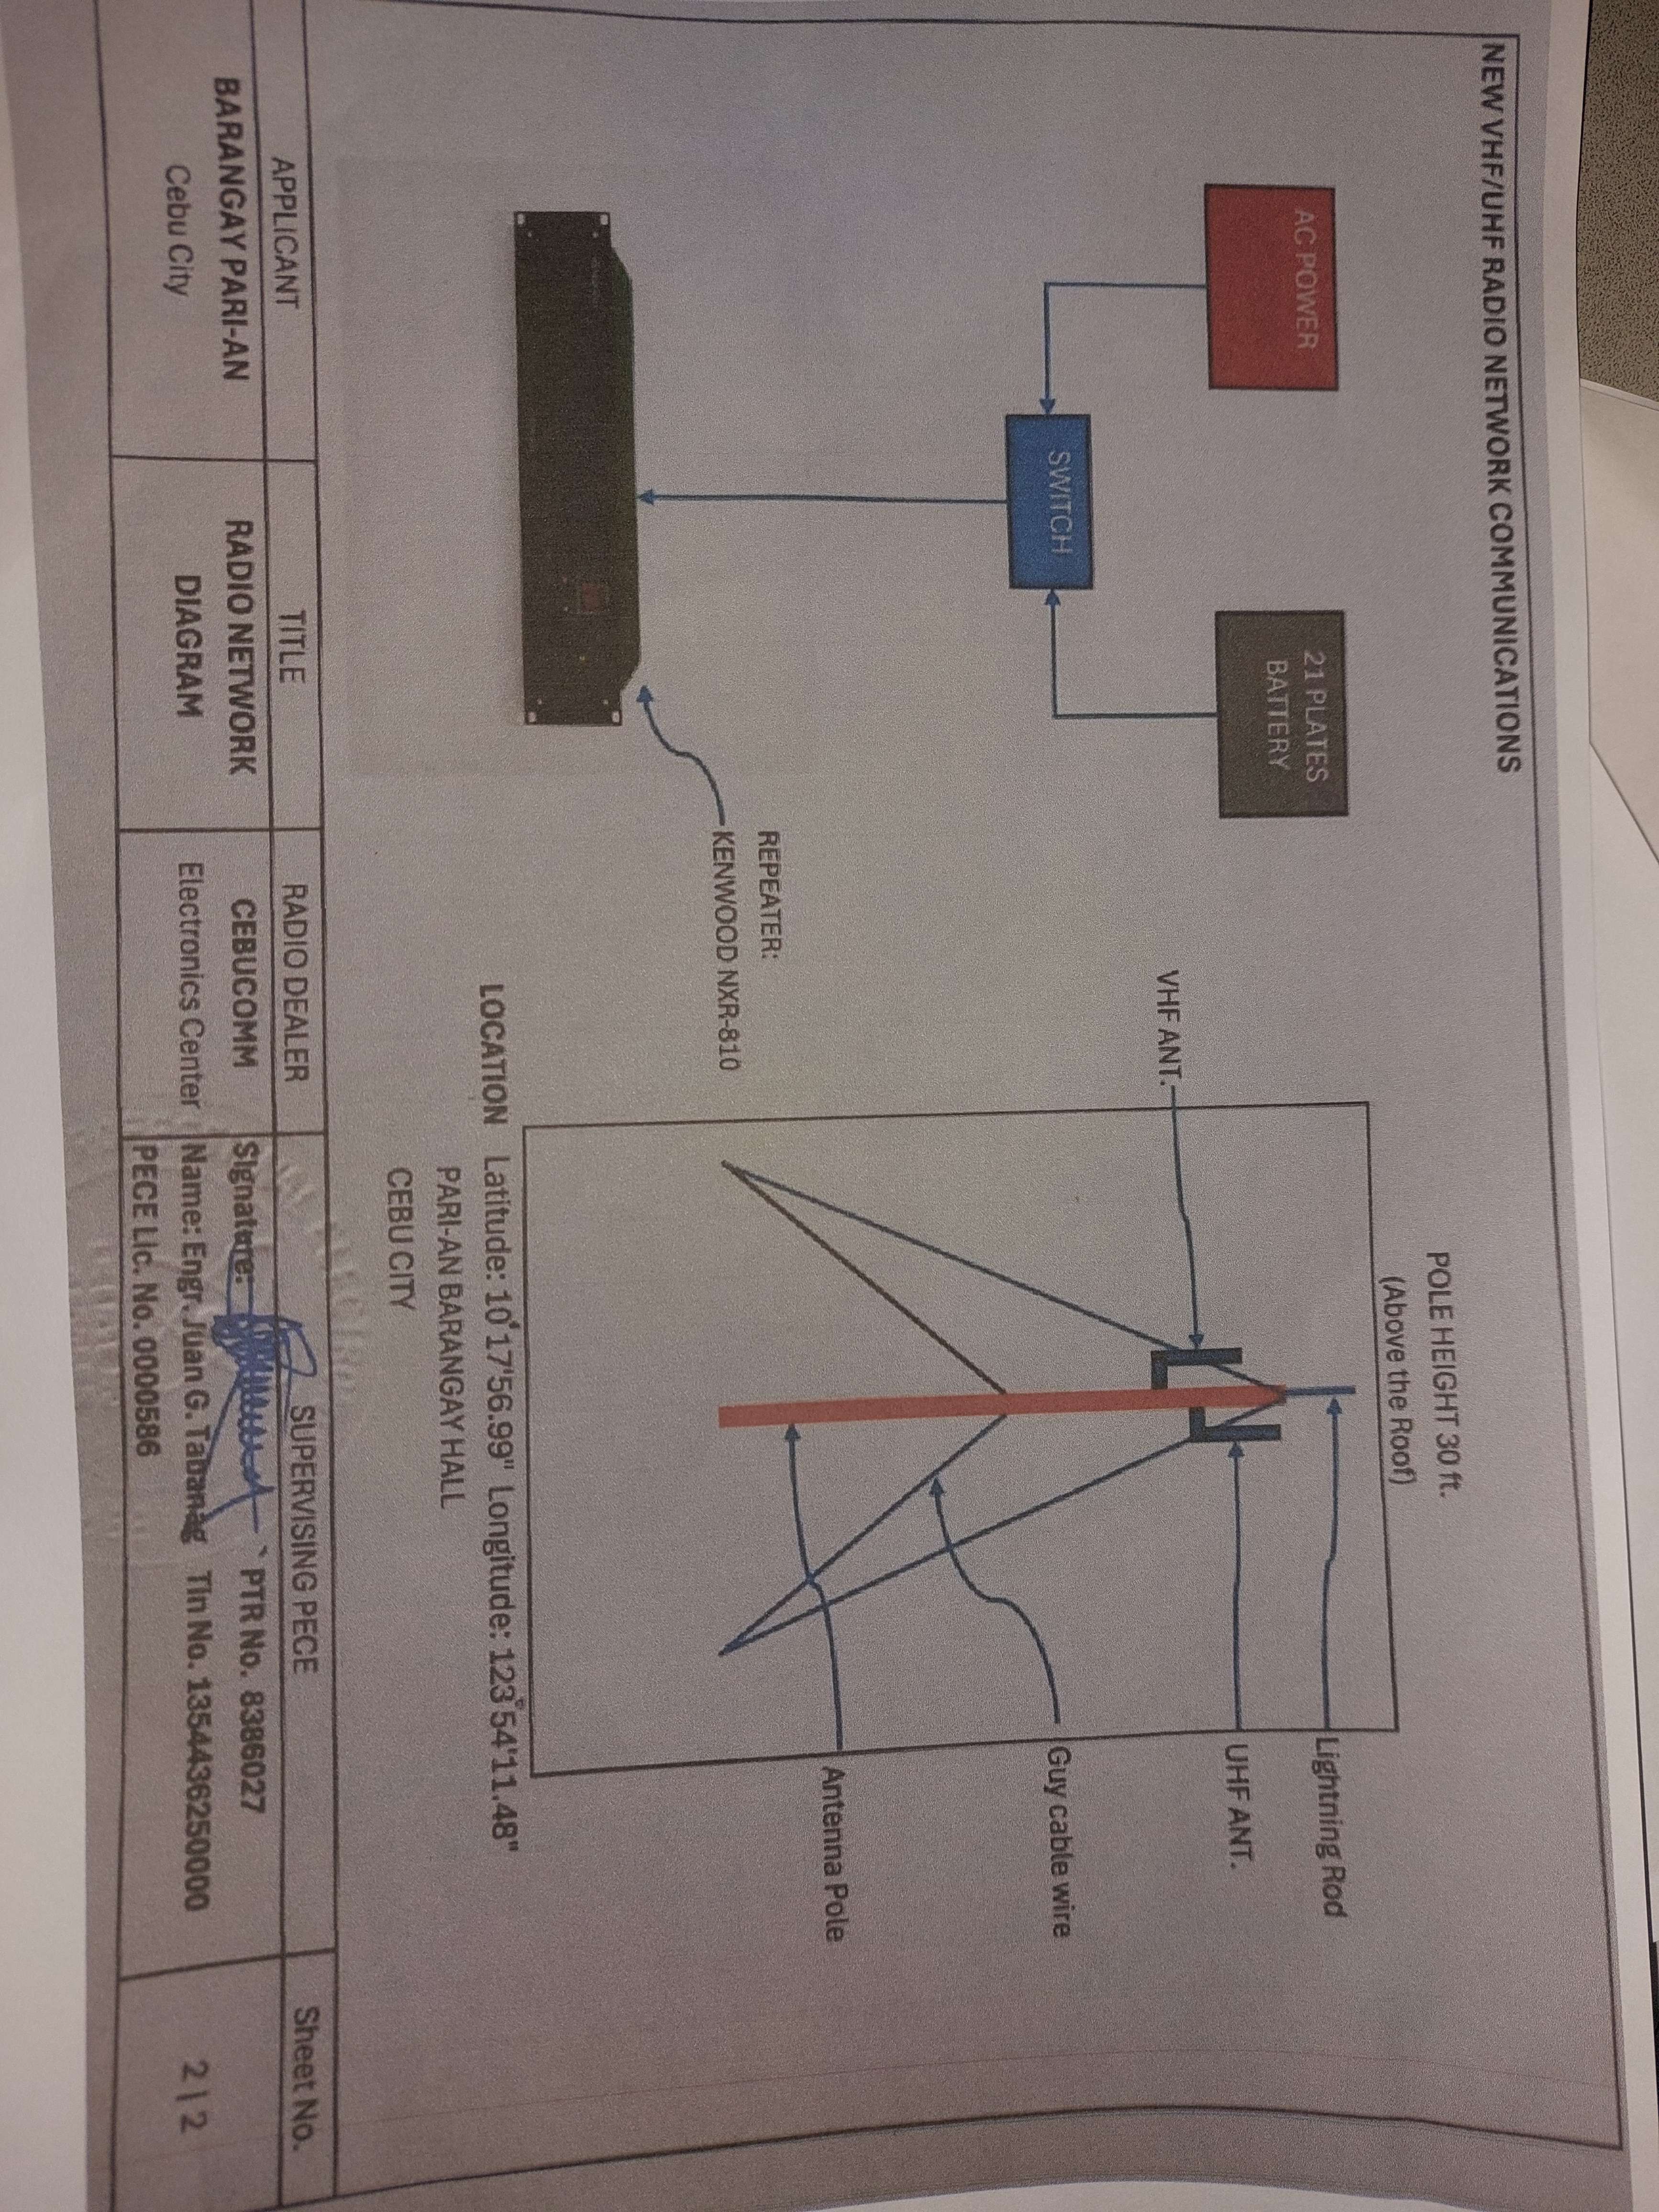 NEW VHF/UHF RADIO NETWORK COMMUNICATIONS
AC POWER
21 PLATES
BATTERY
SWITCH
REPEATER:
KENWOOD NXR-810
POLE HEIGHT 30 ft.
(Above the Roof)
VHF ANT.
Lightning Rod
UHF ANT.
Guy cable wire
Antenna Pole
LOCATION Latitude: 10°17'56.99" Longitude: 123°54'11.48"
PARI-AN BARANGAY HALL
CEBU CITY
APPLICANT
BARANGAY PARI-AN
Cebu City
TITLE
RADIO NETWORK
DIAGRAM
RADIO DEALER
CEBUCOMM
Electronics Center
SUPERVISING PECE
Signature: PTR No. 8386027
Name: Engr. Juan G. Tabanag Tin No. 1354436250000
PECE Lic. No. 0000586
Sheet No.
2 | 2